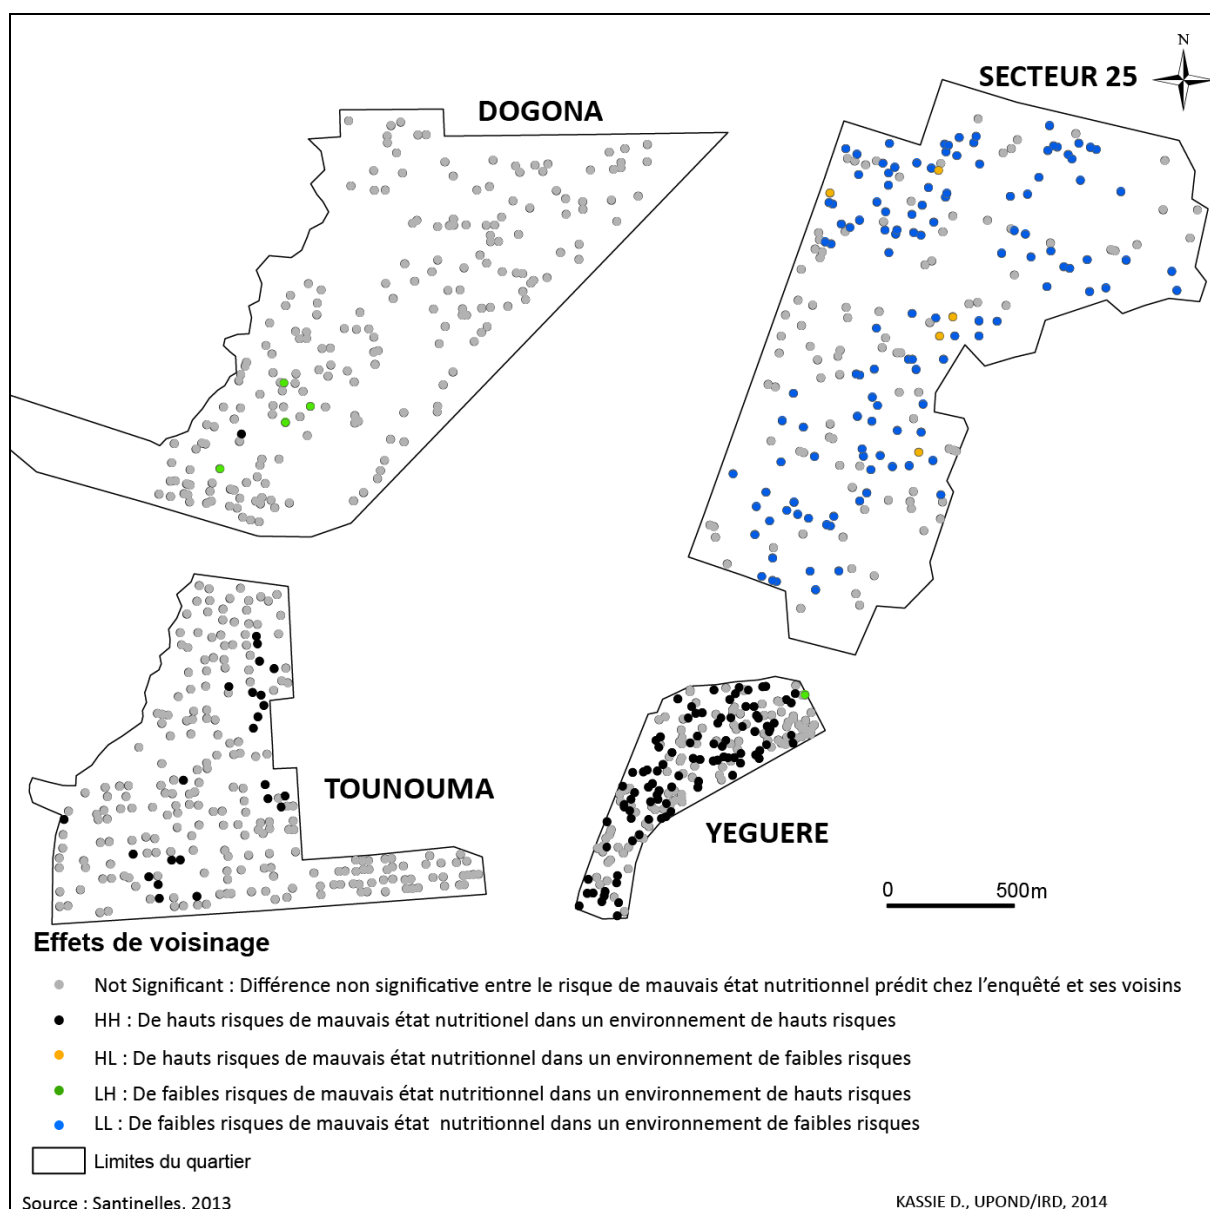 N
SECTEUR 25
DOGONA
TOUNOUMA
YEGUERE
0 500m
Effets de voisinage
Not Significant : Différence non significative entre le risque de mauvais état nutritionnel prédit chez l'enquêté et ses voisins
HH : De hauts risques de mauvais état nutritionel dans un environnement de hauts risques
HL : De hauts risques de mauvais état nutritionnel dans un environnement de faibles risques
LH : De faibles risques de mauvais état nutritionnel dans un environnement de hauts risques
LL : De faibles risques de mauvais état nutritionnel dans un environnement de faibles risques
Limites du quartier
Source : Santinelles, 2013
KASSIE D., UPOND/IRD, 2014